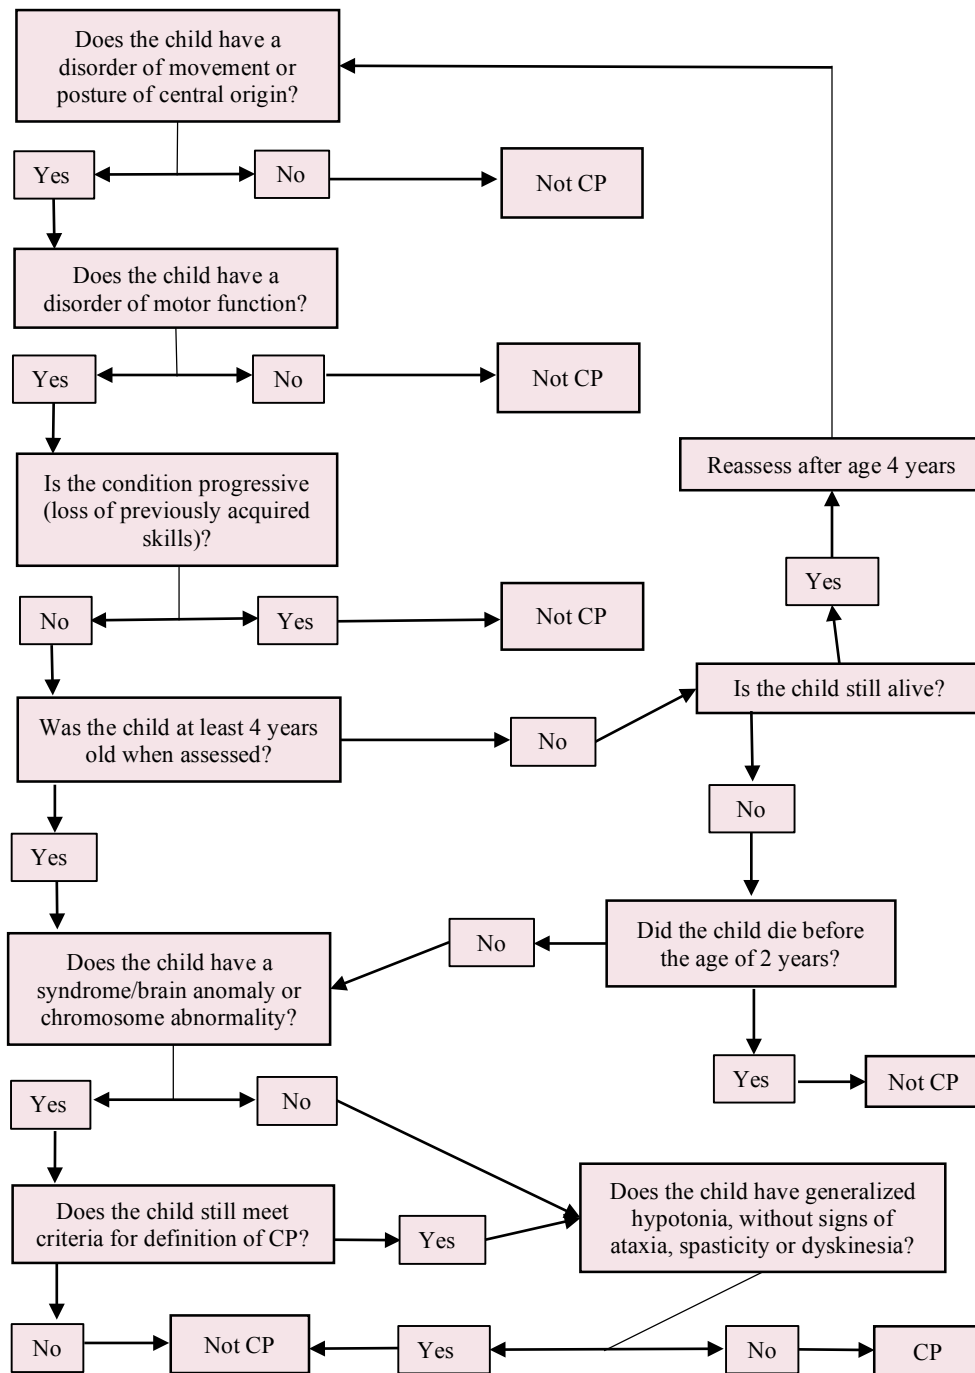 Does the child have a
disorder of movement or
posture of central origin?
Yes
No
Not CP
Does the child have a
disorder of motor function?
Yes
No
Not CP
Is the condition progressive
(loss of previously acquired
skills)?
No
Yes
Not CP
Was the child at least 4 years
old when assessed?
No
Is the child still alive?
Yes
Reassess after age 4 years
No
Did the child die before
the age of 2 years?
No
Yes
Not CP
Yes
Does the child have a
syndrome/brain anomaly or
chromosome abnormality?
Yes
No
Does the child still meet
criteria for definition of CP?
Yes
Does the child have generalized
hypotonia, without signs of
ataxia, spasticity or dyskinesia?
No
Not CP
Yes
No
CP